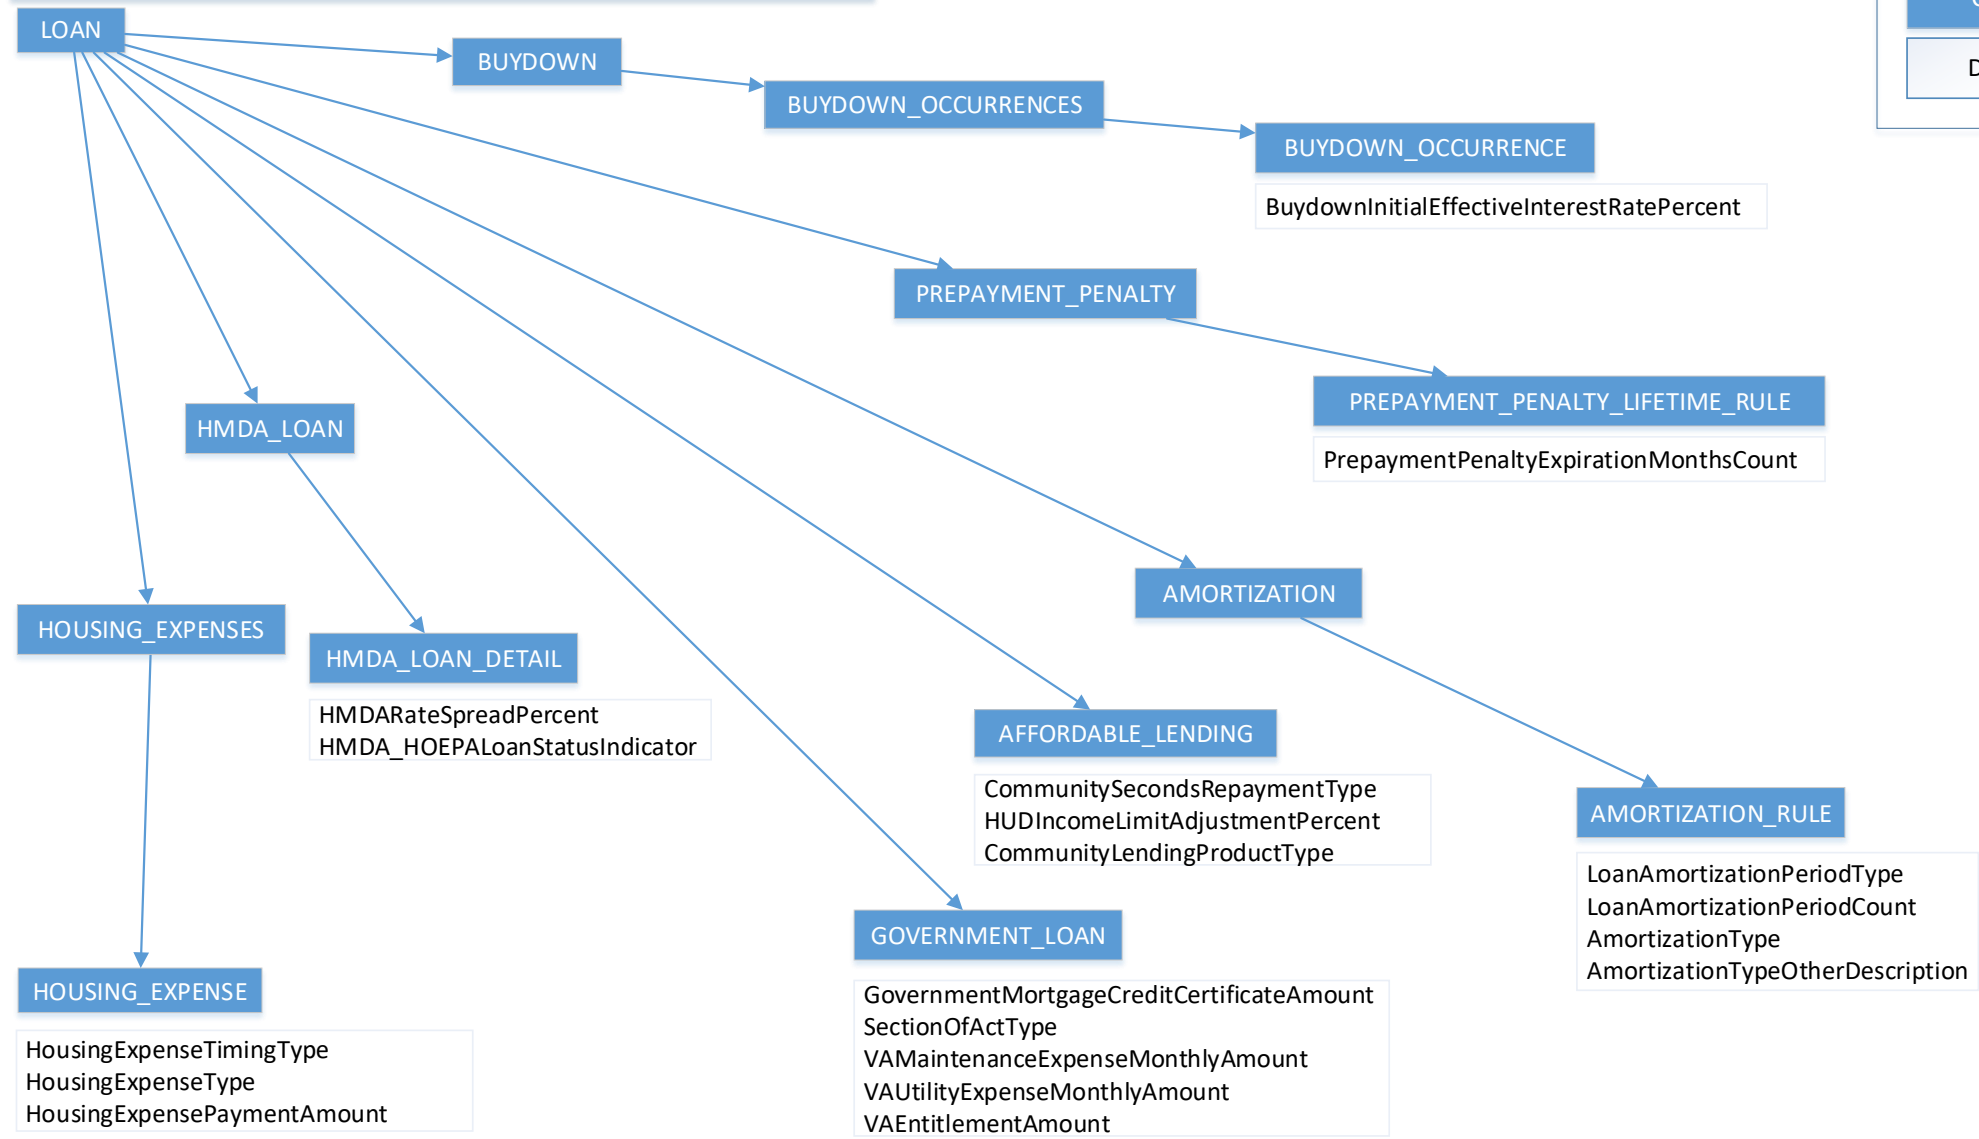 LOAN
BUYDOWN
BUYDOWN_OCCURRENCES
BUYDOWN_OCCURRENCE
BuydownInitialEffectiveInterestRatePercent
PREPAYMENT_PENALTY
PREPAYMENT_PENALTY_LIFETIME_RULE
PrepaymentPenaltyExpirationMonthsCount
HMDA_LOAN
AMORTIZATION
HOUSING_EXPENSES
HMDA_LOAN_DETAIL
HMDARateSpreadPercent
HMDA_HOEPALoanStatusIndicator
AFFORDABLE_LENDING
CommunitySecondsRepaymentType
HUDIncomeLimitAdjustmentPercent
CommunityLendingProductType
AMORTIZATION_RULE
LoanAmortizationPeriodType
LoanAmortizationPeriodCount
AmortizationType
AmortizationTypeOtherDescription
GOVERNMENT_LOAN
GovernmentMortgageCreditCertificateAmount
SectionOfActType
VAMaintenanceExpenseMonthlyAmount
VAUtilityExpenseMonthlyAmount
VAEntitlementAmount
HOUSING_EXPENSE
HousingExpenseTimingType
HousingExpenseType
HousingExpensePaymentAmount